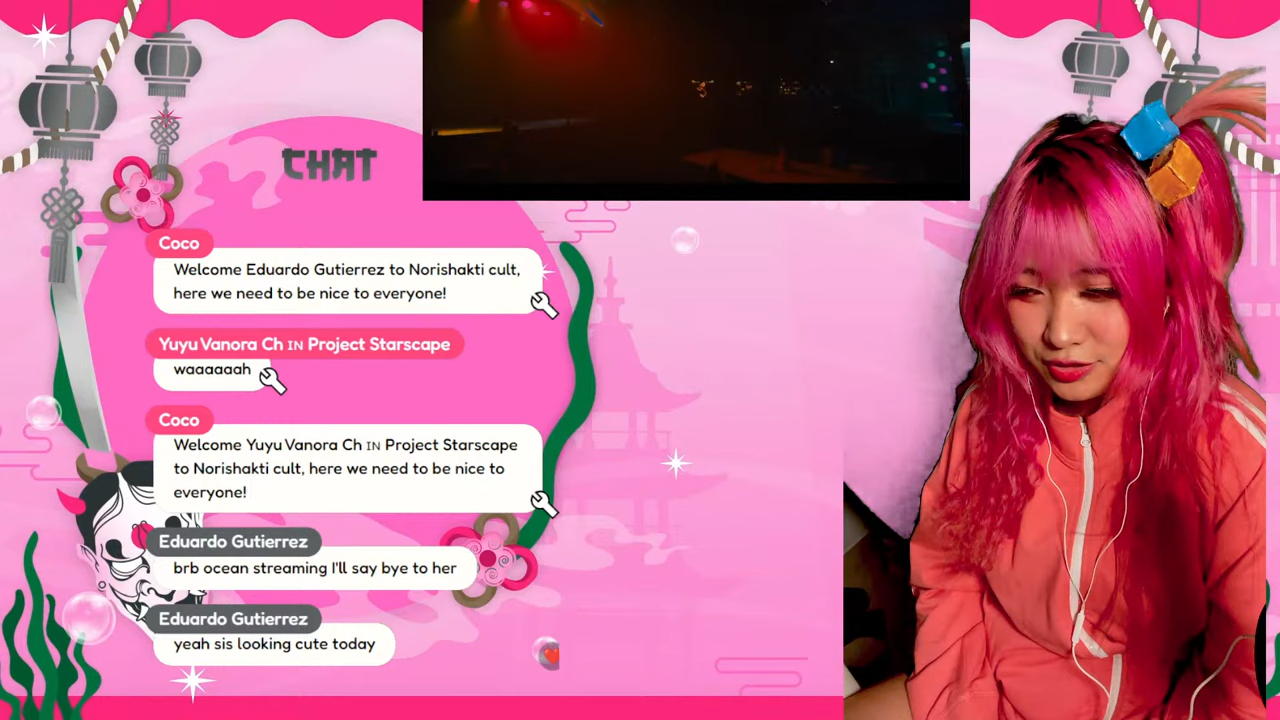 CHAT
Coco
Welcome Eduardo Gutierrez to Norishakti cult,
here we need to be nice to everyone!
Yuyu Vanora Ch IN Project Starscape
waaaaaah
Coco
Welcome Yuyu Vanora Ch IN Project Starscape
to Norishakti cult, here we need to be nice to
everyone!
Eduardo Gutierrez
brb ocean streaming I'll say bye to her
Eduardo Gutierrez
yeah sis looking cute today